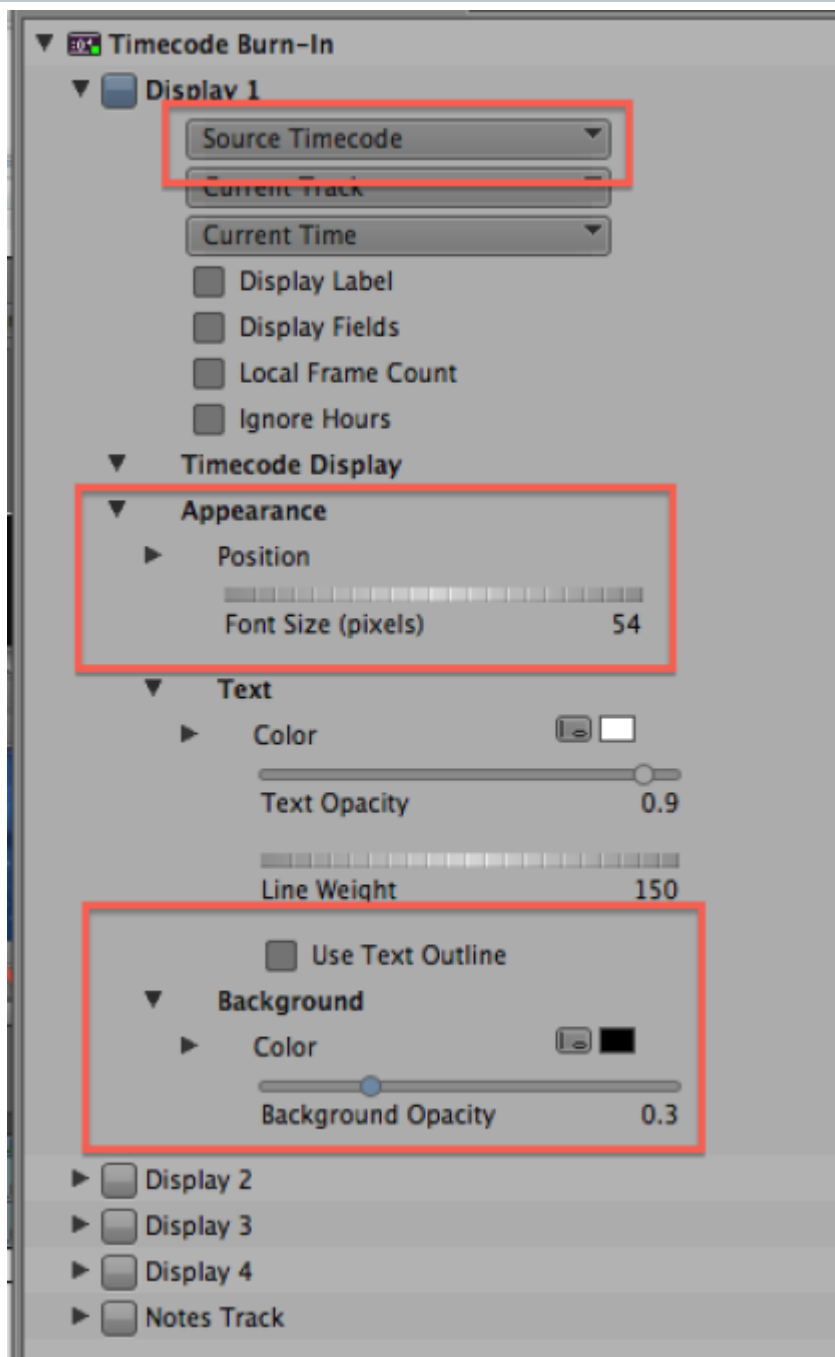 Timecode Burn-In
Display 1
Source Timecode
Current Track
Current Time
Display Label
Display Fields
Local Frame Count
Ignore Hours
Timecode Display
Appearance
Position
Font Size (pixels) 54
Text
Color
Text Opacity 0.9
Line Weight 150
Use Text Outline
Background
Color
Background Opacity 0.3
Display 2
Display 3
Display 4
Notes Track